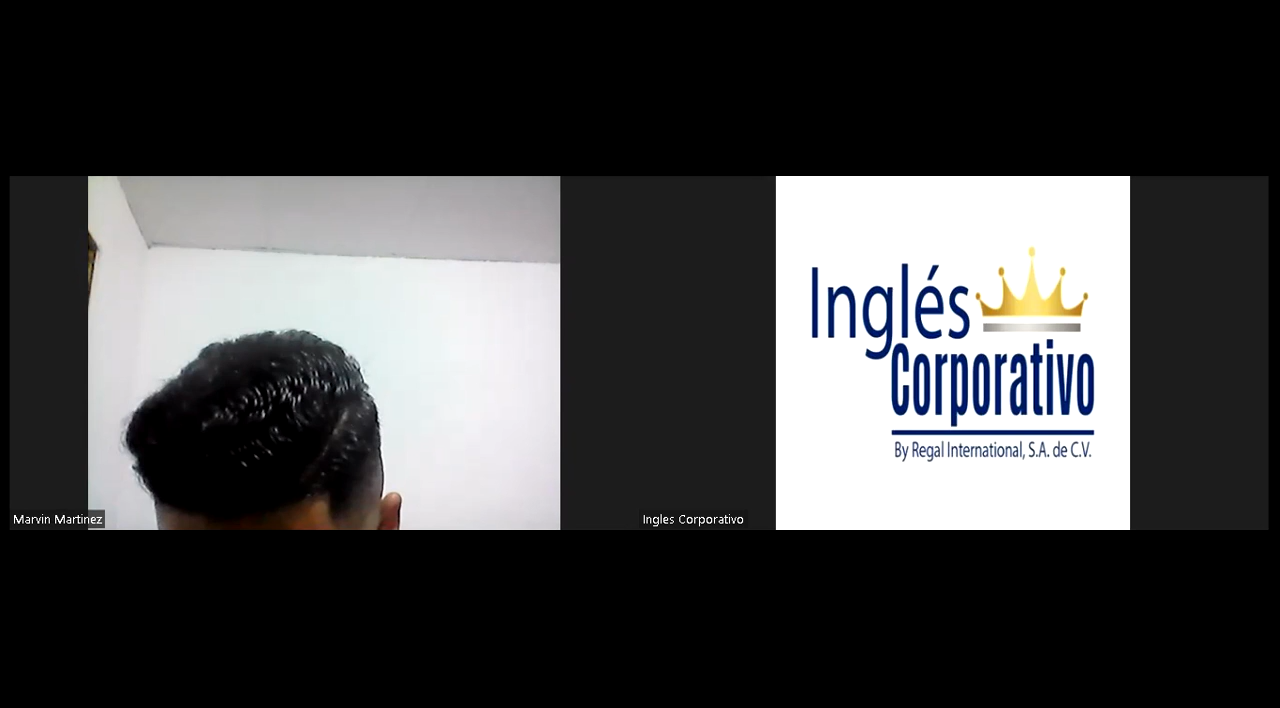 Inglés
Corporativo
By Regal International, S.A. de C.V.
Marvin Martinez
Ingles Corporativo